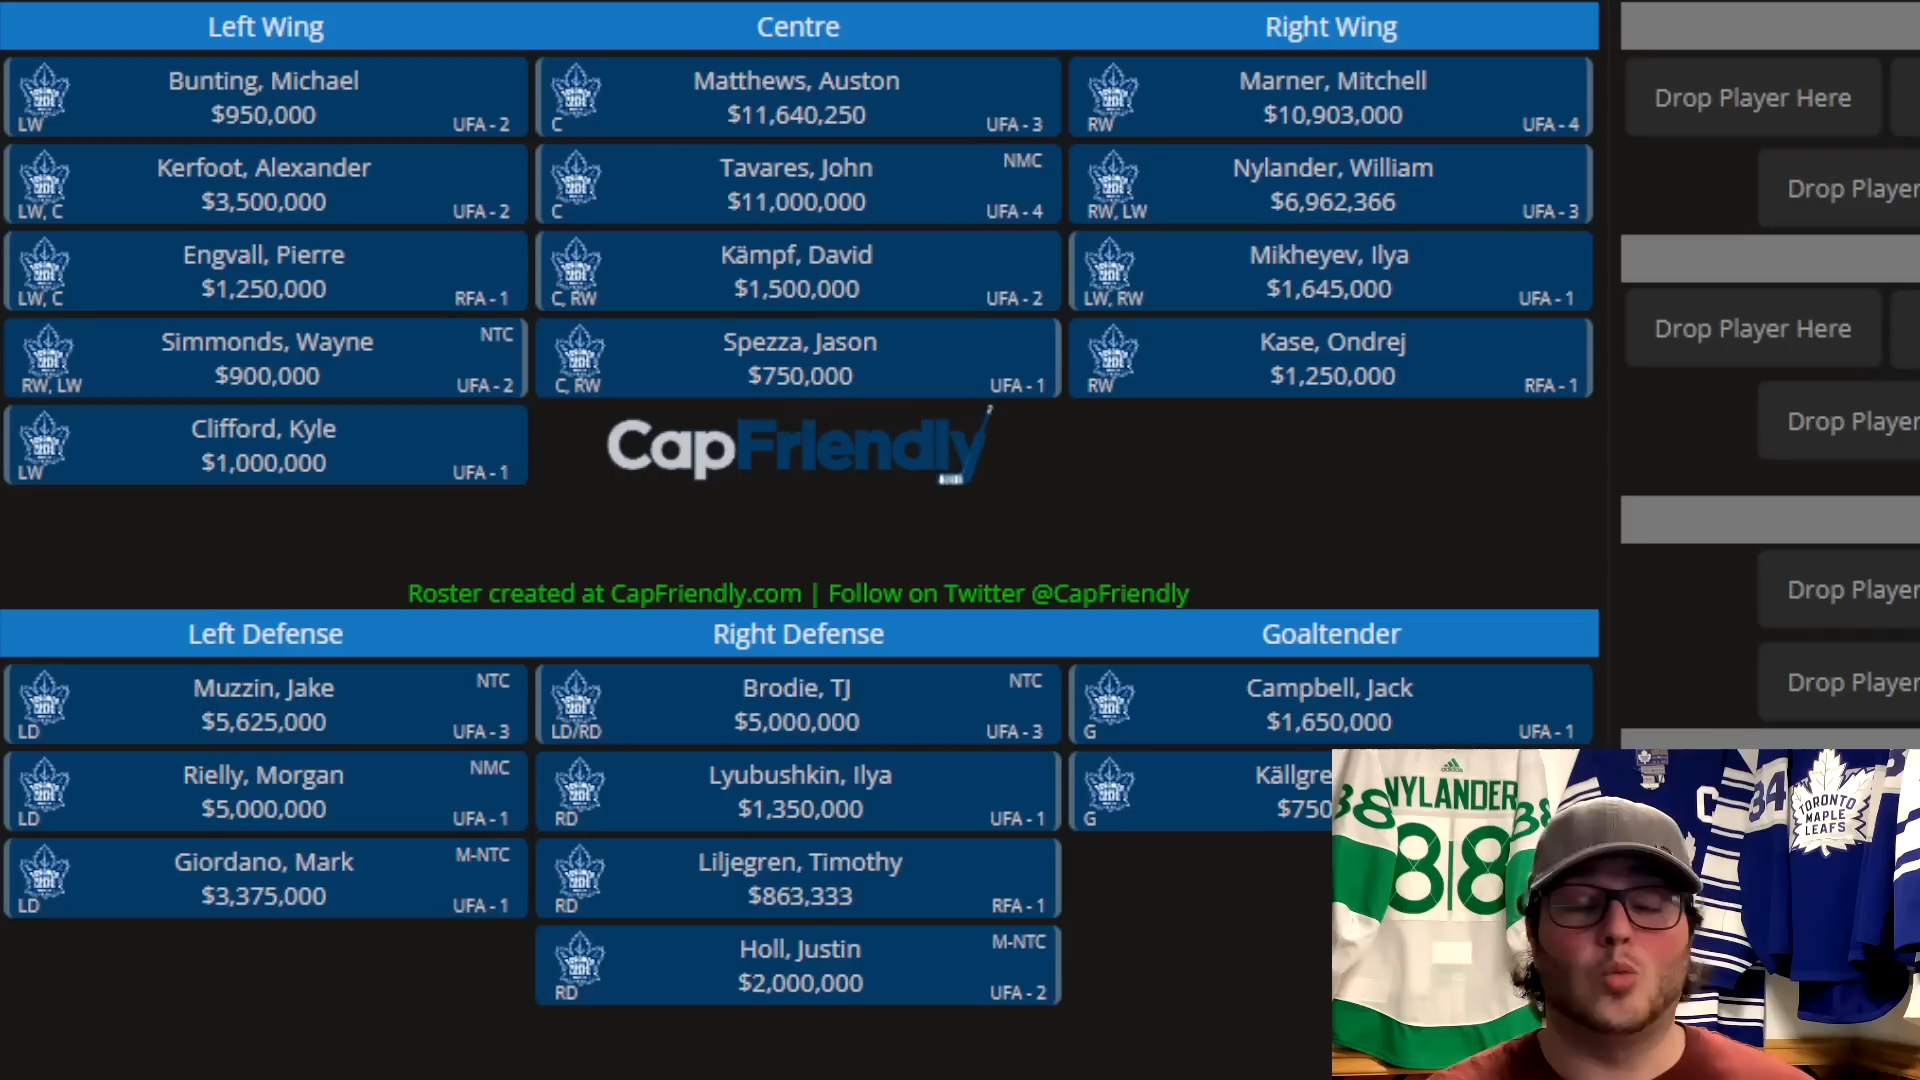 Left Wing
Centre
Right Wing
Bunting, Michael
$950,000
LW
UFA - 2
Matthews, Auston
$11,640,250
C
UFA - 3
Marner, Mitchell
$10,903,000
RW
UFA - 4
Drop Player Here
Kerfoot, Alexander
$3,500,000
LW, C
UFA - 2
Tavares, John
NMC
$11,000,000
C
UFA - 4
Nylander, William
$6,962,366
RW, LW
UFA - 3
Drop Player
Engvall, Pierre
$1,250,000
LW, C
RFA - 1
Kämpf, David
$1,500,000
C, RW
UFA - 2
Mikheyev, Ilya
$1,645,000
LW, RW
UFA - 1
Drop Player Here
Simmonds, Wayne
NTC
$900,000
RW, LW
UFA - 2
Spezza, Jason
$750,000
C, RW
UFA - 1
Kase, Ondrej
$1,250,000
RW
RFA - 1
Drop Player
Clifford, Kyle
$1,000,000
LW
UFA - 1
CapFriendly
Roster created at CapFriendly.com | Follow on Twitter @CapFriendly
Drop Player
Left Defense
Right Defense
Goaltender
Muzzin, Jake
NTC
$5,625,000
LD
UFA - 3
Brodie, TJ
NTC
$5,000,000
LD/RD
UFA - 3
Campbell, Jack
$1,650,000
G
UFA - 1
Drop Player
Rielly, Morgan
NMC
$5,000,000
LD
UFA - 1
Lyubushkin, Ilya
$1,350,000
RD
UFA - 1
Källgre
$750
G
Giordano, Mark
M-NTC
$3,375,000
LD
UFA - 1
Liljegren, Timothy
$863,333
RD
RFA - 1
Holl, Justin
M-NTC
$2,000,000
RD
UFA - 2
adidas
NYLANDER
88
88
38
C
34
TORONTO
MAPLE
LEAFS